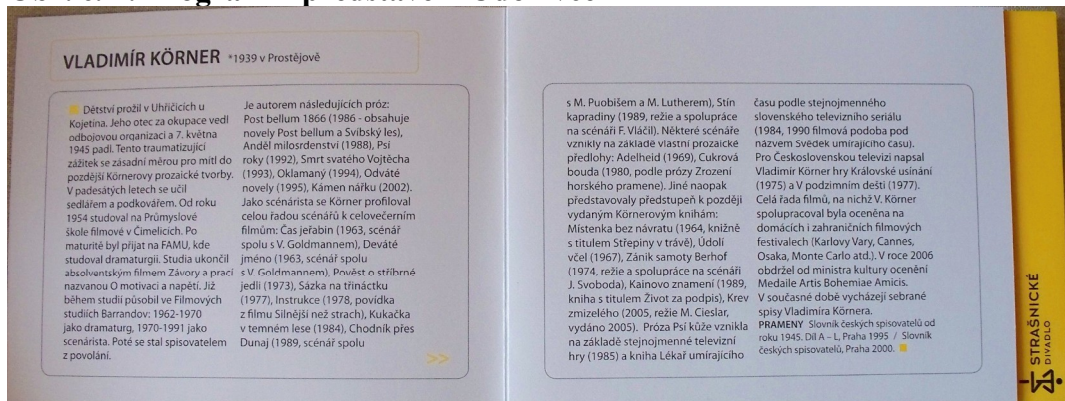 VLADIMÍR KÖRNER *1939 v Prostějově
Dětství prožil v Uhřičicích u
Kojetína. Jeho otec za okupace vedl
odbojovou organizaci a 7. května
1945 padl. Tento traumatizující
zážitek se zásadní měrou pro mítl do
pozdější Körnerovy prozaické tvorby.
V padesátých letech se učil
sedlářem a podkovářem. Od roku
1954 studoval na Průmyslové
škole filmové v Čimelicích. Po
maturitě byl přijat na FAMU, kde
studoval dramaturgii. Studia ukončil
absolventským filmem Závory a prací
nazvanou O motivaci a napětí. Již
během studií působil ve Filmových
studiích Barrandov: 1962-1970
jako dramaturg, 1970-1991 jako
scenárista. Poté se stal spisovatelem
z povolání.
Je autorem následujících próz:
Post bellum 1866 (1986 - obsahuje
novely Post bellum a Svíbský les),
Anděl milosrdenství (1988), Psí
roky (1992), Smrt svatého Vojtěcha
(1993), Oklamaný (1994), Odváté
novely (1995), Kámen nářku (2002).
Jako scénárista se Körner profiloval
celou řadou scénářů k celovečerním
filmům: Čas jeřabin (1963, scénář
spolu s V. Goldmannem), Deváté
jméno (1963, scénář spolu
s V. Goldmannem), Pověst o stříbrné
jedli (1973), Sázka na třináctku
(1977), Instrukce (1978, povídka
z filmu Silnější než strach), Kukačka
v temném lese (1984), Chodník přes
Dunaj (1989, scénář spolu
>>
s M. Puobišem a M. Lutherem), Stín
kapradiny (1989, režie a spolupráce
na scénáři F. Vláčil). Některé scénáře
vznikly na základě vlastní prozaické
předlohy: Adelheid (1969), Cukrová
bouda (1980, podle prózy Zrození
horského pramene). Jiné naopak
představovaly předstupeň k později
vydaným Körnerovým knihám:
Místenka bez návratu (1964, knižně
s titulem Střepiny v trávě), Údolí
včel (1967), Zánik samoty Berhof
(1974, režie a spolupráce na scénáři
J. Svoboda), Kainovo znamení (1989,
kniha s titulem Život za podpis), Krev
zmizelého (2005, režie M. Cieslar,
vydáno 2005). Próza Psí kůže vznikla
na základě stejnojmenné televizní
hry (1985) a kniha Lékař umírajícího
času podle stejnojmenného
slovenského televizního seriálu
(1984, 1990 filmová podoba pod
názvem Svědek umírajícího času).
Pro Československou televizi napsal
Vladimír Körner hry Královské usínání
(1975) a V podzimním dešti (1977).
Celá řada filmů, na nichž V. Körner
spolupracoval byla oceněna na
domácích i zahraničních filmových
festivalech (Karlovy Vary, Cannes,
Osaka, Monte Carlo atd.). V roce 2006
obdržel od ministra kultury ocenění
Medaile Artis Bohemiae Amicis.
V současné době vycházejí sebrané
spisy Vladimíra Körnera.
PRAMENY Slovník českých spisovatelů od
roku 1945. Díl A – L, Praha 1995 / Slovník
českých spisovatelů, Praha 2000.
STRAŠNICKÉ
DIVADLO